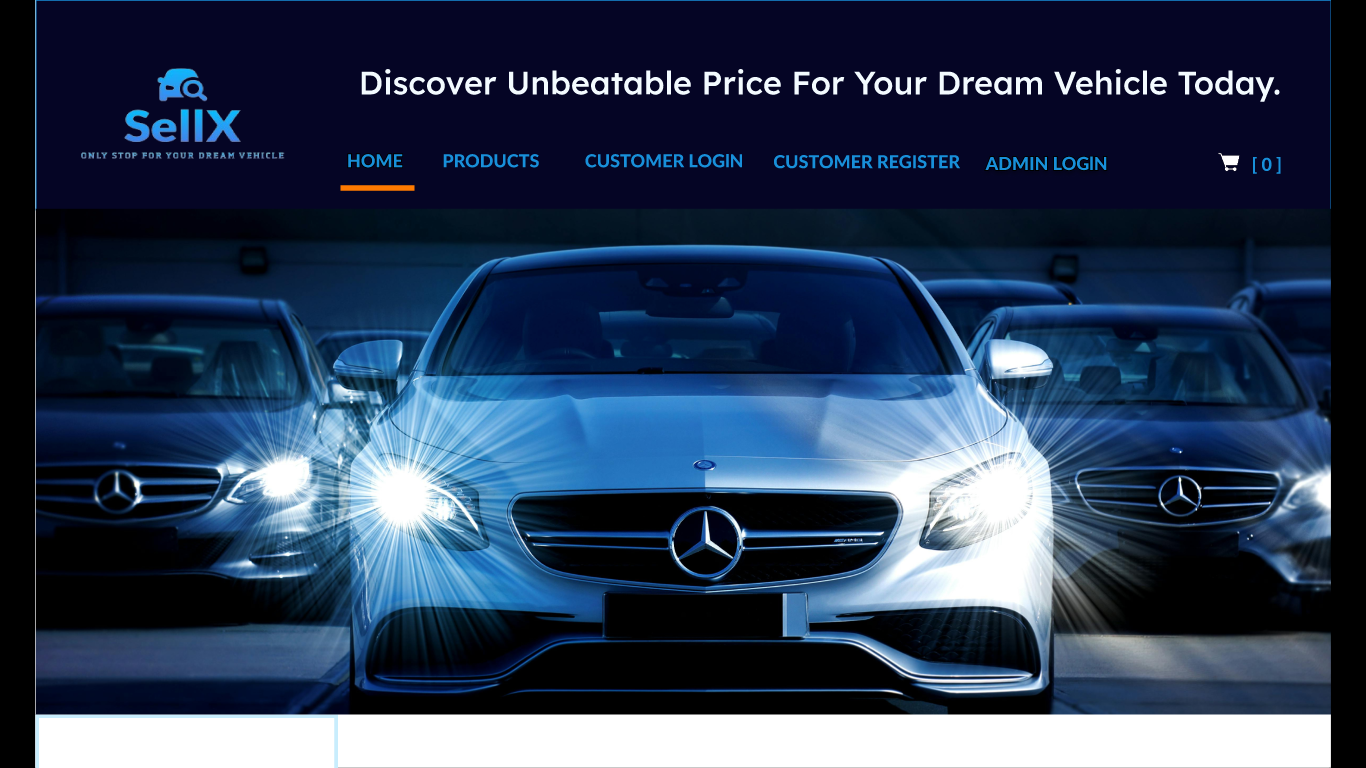 Discover Unbeatable Price For Your Dream Vehicle Today.
SellX
ONLY STOP FOR YOUR DREAM VEHICLE
HOME PRODUCTS CUSTOMER LOGIN CUSTOMER REGISTER ADMIN LOGIN [ 0 ]